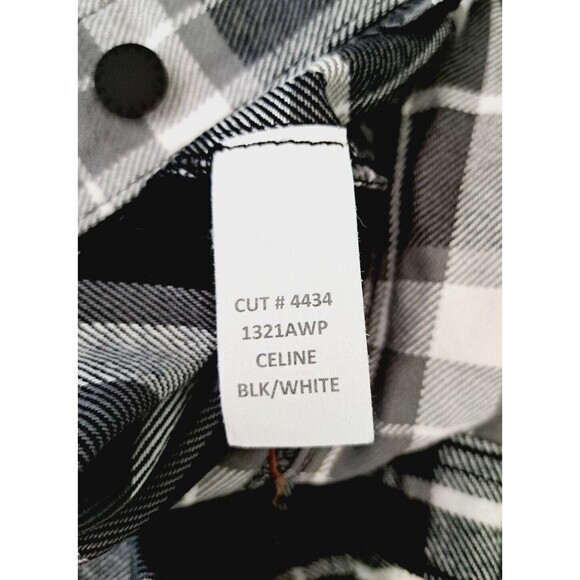 CUT # 4434
1321AWP
CELINE
BLK/WHITE